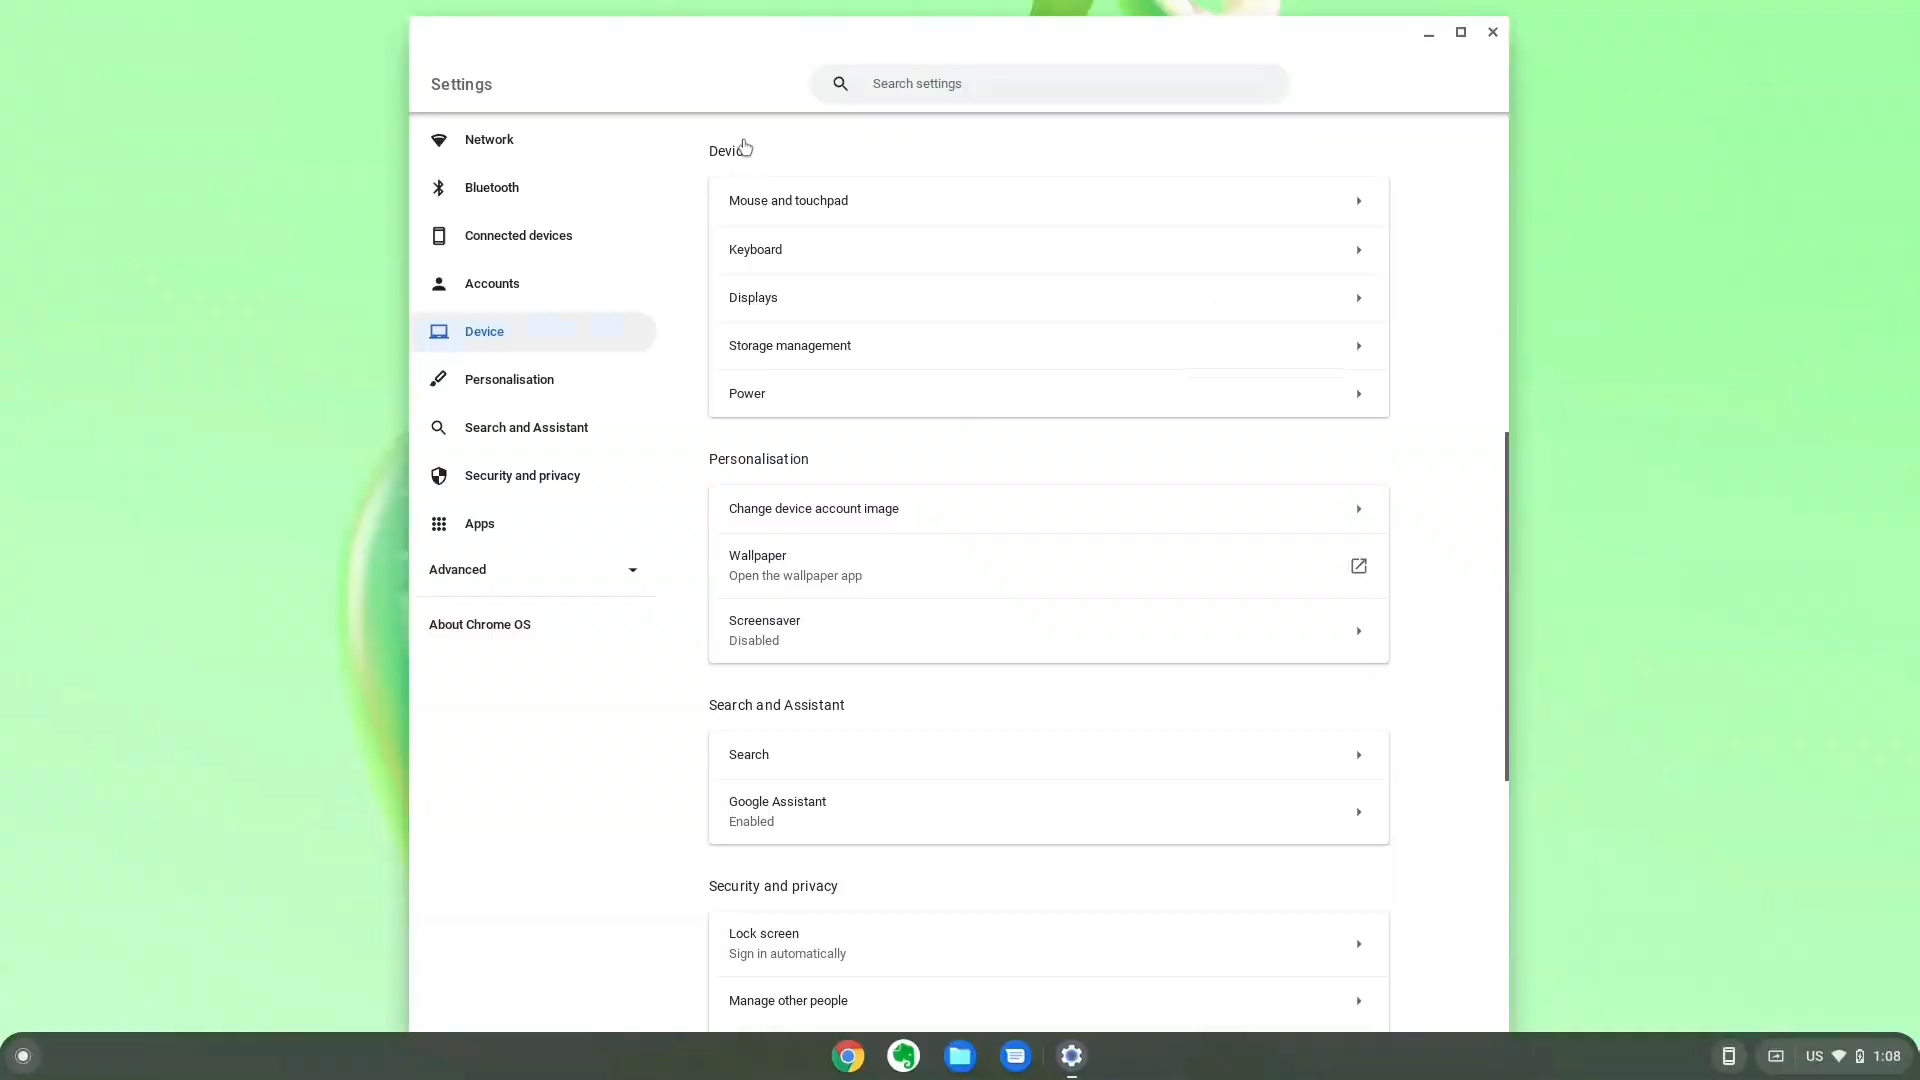 Settings
Search settings
Network
Bluetooth
Connected devices
Accounts
Device
Personalisation
Search and Assistant
Security and privacy
Apps
Advanced
About Chrome OS
Device
Mouse and touchpad
Keyboard
Displays
Storage management
Power
Personalisation
Change device account image
Wallpaper
Open the wallpaper app
Screensaver
Disabled
Search and Assistant
Search
Google Assistant
Enabled
Security and privacy
Lock screen
Sign in automatically
Manage other people
US
1:08